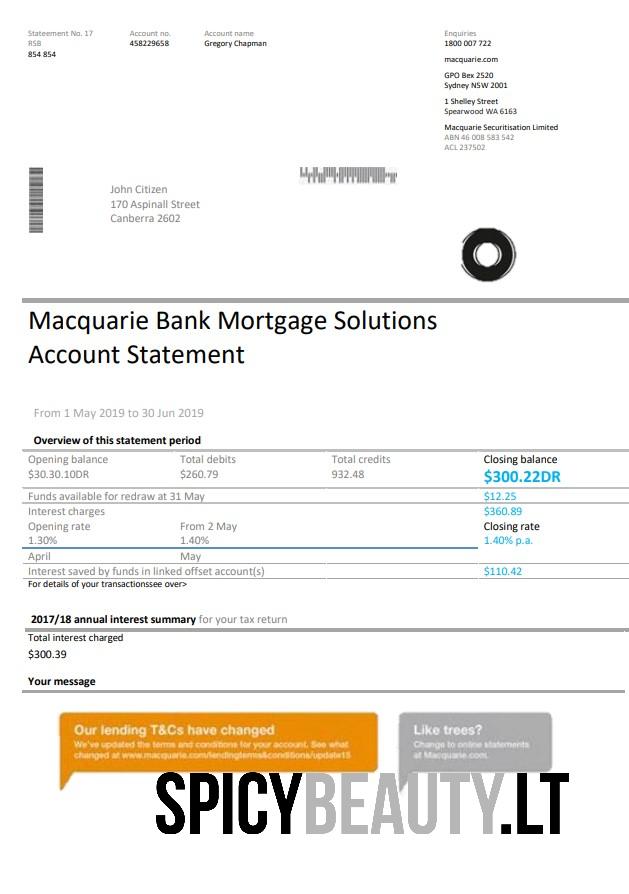 Stateement No. 17
RSB
854 854
Account no.
458229658
Account name
Gregory Chapman
Enquiries
1800 007 722
macquarie.com
GPO Bex 2520
Sydney NSW 2001
1 Shelley Street
Spearwood WA 6163
Macquarie Securitisation Limited
ABN 46 008 583 542
ACL 237502
John Citizen
170 Aspinall Street
Canberra 2602
Macquarie Bank Mortgage Solutions
Account Statement
From 1 May 2019 to 30 Jun 2019
Overview of this statement period
Opening balance Total debits Total credits Closing balance
$30.30.10DR $260.79 932.48 $300.22DR
Funds available for redraw at 31 May $12.25
Interest charges $360.89
Opening rate From 2 May Closing rate
1.30% 1.40% 1.40% p.a.
April May
Interest saved by funds in linked offset account(s) $110.42
For details of your transactionssee over>
2017/18 annual interest summary for your tax return
Total interest charged
$300.39
Your message
Our lending T&Cs have changed
We've updated the terms and conditions for your account. See what
changed at www.macquarie.com/lendingterms&conditions/update15
Like trees?
Change to online statements
at Macquarie.com.
SPICYBEAUTY.LT